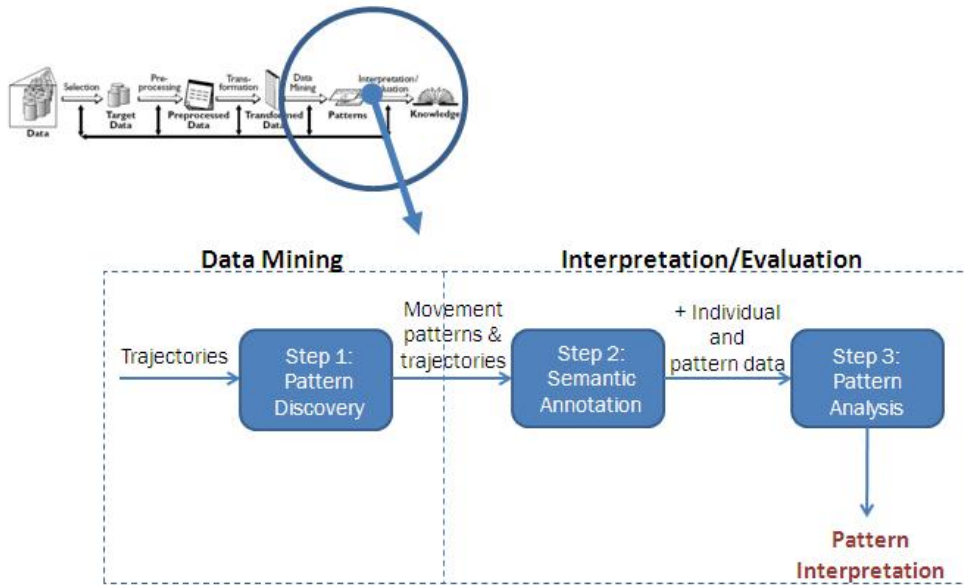 Selection
Pre-
processing
Trans-
formation
Data
Mining
Interpretation/
Evaluation
Data
Target
Data
Preprocessed
Data
Transformed
Data
Patterns
Knowledge
Data Mining
Interpretation/Evaluation
Trajectories
Step 1:
Pattern
Discovery
Movement
patterns &
trajectories
Step 2:
Semantic
Annotation
+ Individual
and
pattern data
Step 3:
Pattern
Analysis
Pattern
Interpretation